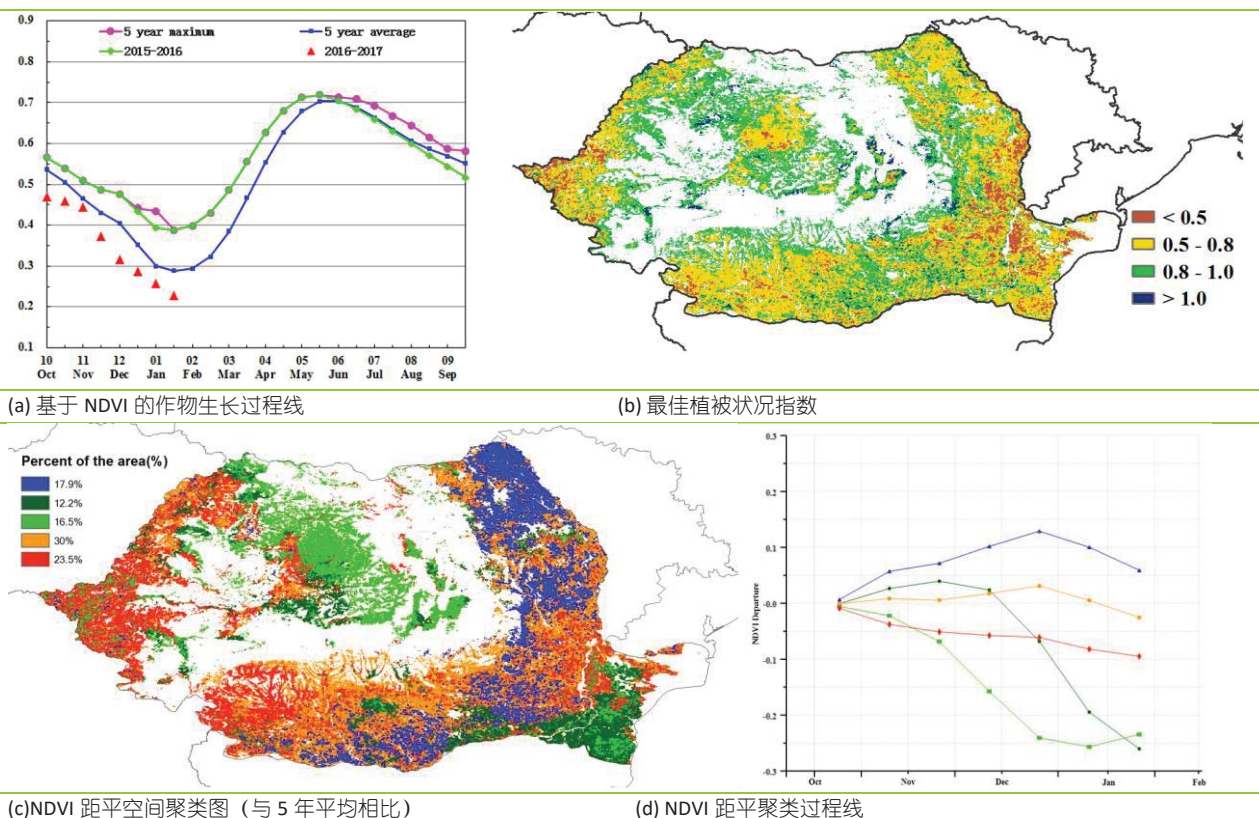 0.9
0.8
0.7
0.6
0.5
0.4
0.3
0.2
0.1
5 year maximum
5 year average
2015-2016
2016-2017
10 11 12 01 02 03 04 05 06 07 08 09
Oct Nov Dec Jan Feb Mar Apr May Jun Jul Aug Sep
< 0.5
0.5 - 0.8
0.8 - 1.0
> 1.0
(a) 基于 NDVI 的作物生长过程线
(b) 最佳植被状况指数
Percent of the area(%)
17.9%
12.2%
16.5%
30%
23.5%
0.3
0.2
0.1
-0.0
-0.1
-0.2
-0.3
NDVI Departure
Oct Nov Dec Jan Feb
(c)NDVI 距平空间聚类图（与 5 年平均相比）
(d) NDVI 距平聚类过程线